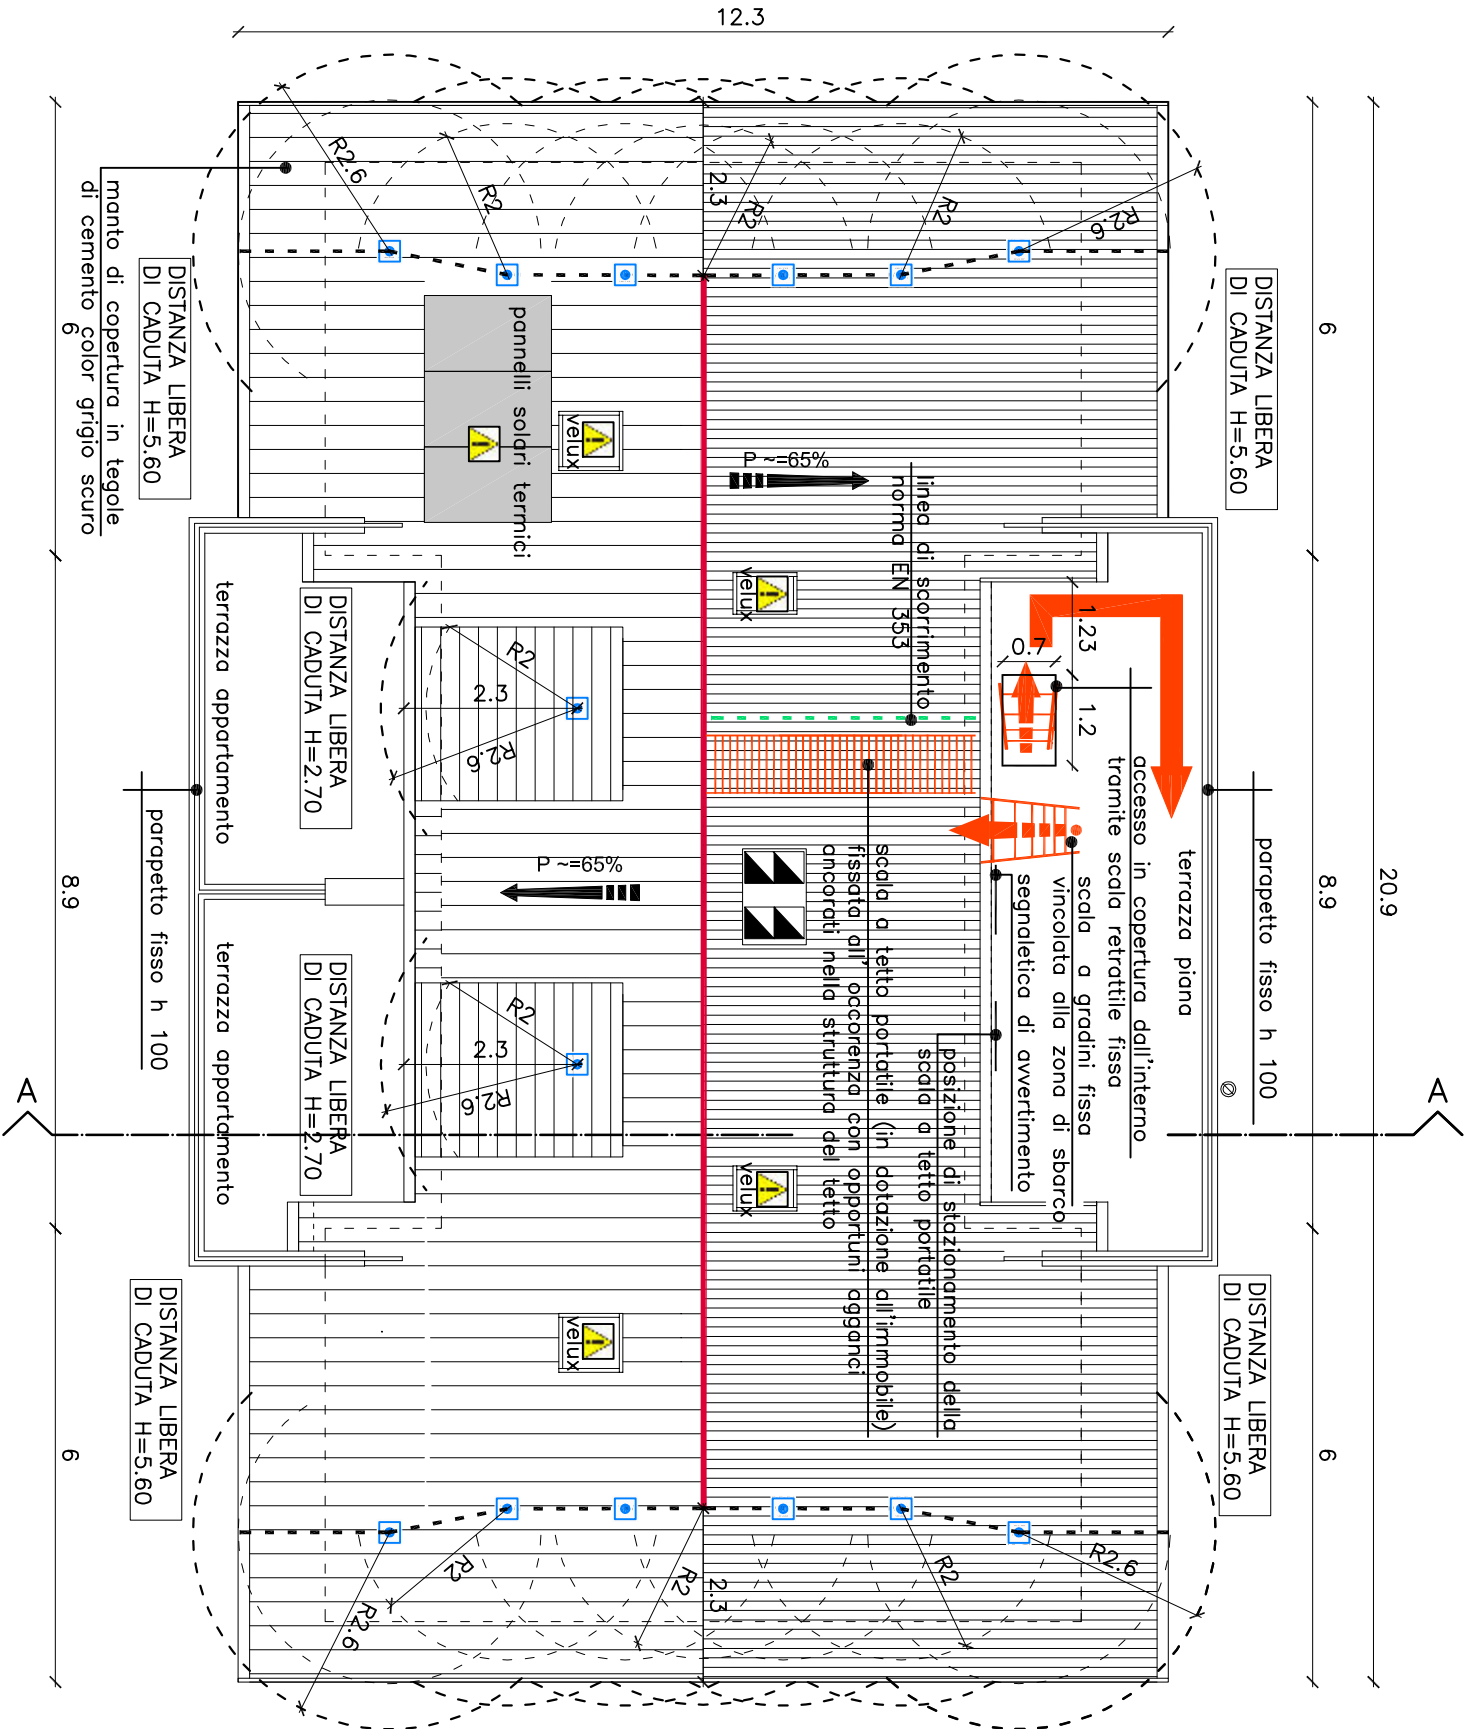 12.3
20.9
6
8.9
6
6
8.9
6
R2.6
R2
2.3
R2
R2
R2.6
manto di copertura in tegole
di cemento color grigio scuro
DISTANZA LIBERA
DI CADUTA H=5.60
DISTANZA LIBERA
DI CADUTA H=5.60
pannelli solari termici
velux
P ~=65%
linea di scorrimento
norma EN 353
velux
1.23
0.7
1.2
accesso in copertura dall'interno
tramite scala retrattile fissa
terrazza piana
parapetto fisso h 100
scala a gradini fissa
vincolata alla zona di sbarco
segnaletica di avvertimento
posizione di stazionamento della
scala a tetto portatile
scala a tetto portatile (in dotazione all'immobile)
fissata all' occorenza con opportuni agganci
ancorati nella struttura del tetto
terrazza appartamento
DISTANZA LIBERA
DI CADUTA H=2.70
R2
2.3
R2.6
parapetto fisso h 100
P ~=65%
terrazza appartamento
DISTANZA LIBERA
DI CADUTA H=2.70
R2
2.3
R2.6
A
A
velux
velux
DISTANZA LIBERA
DI CADUTA H=5.60
DISTANZA LIBERA
DI CADUTA H=5.60
R2.6
R2
R2
2.3
R2
R2.6